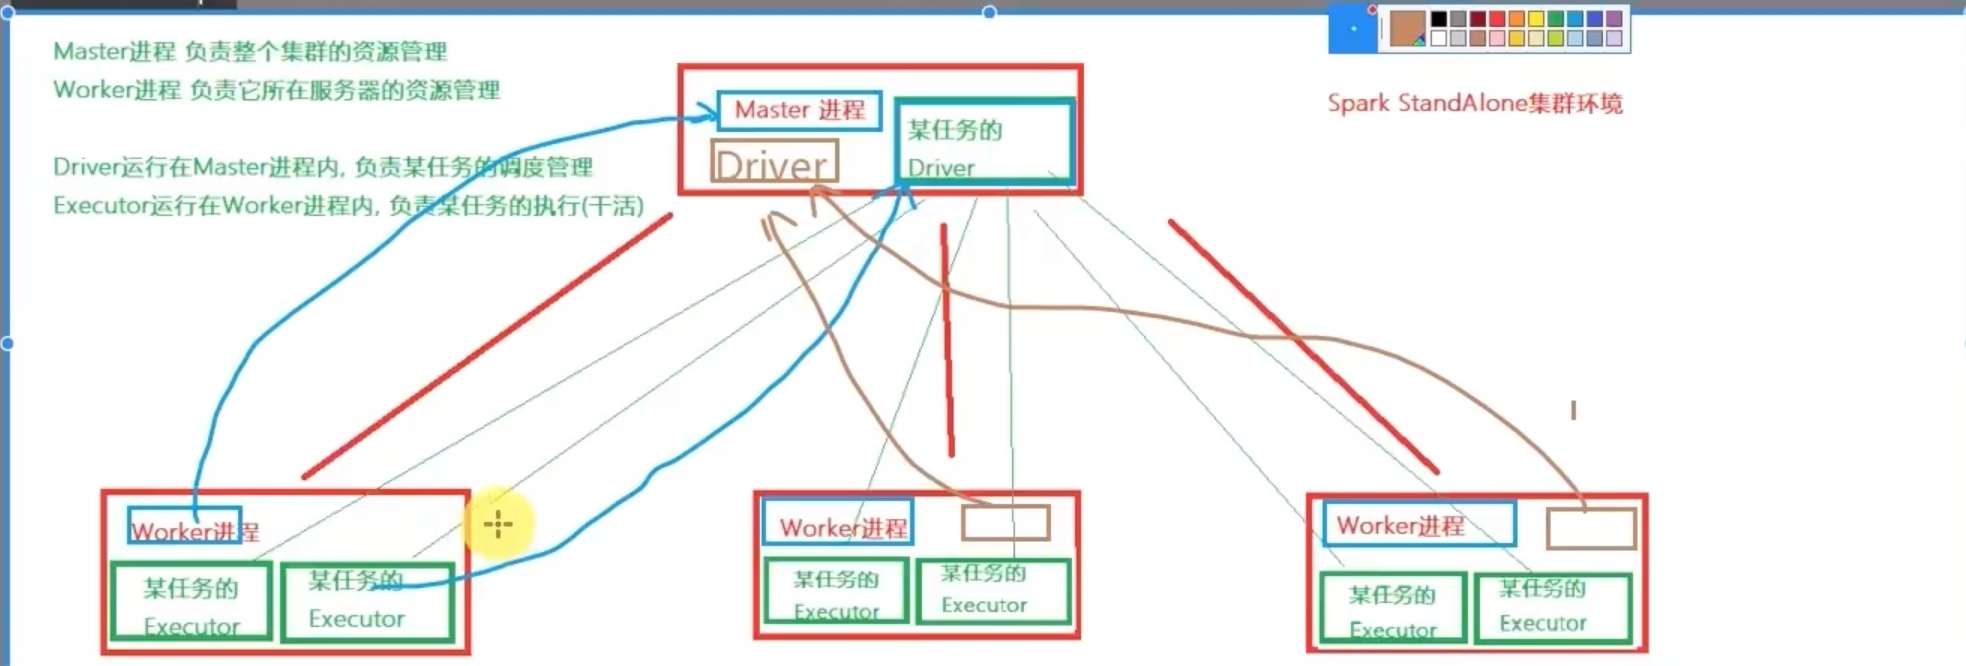 Master进程 负责整个集群的资源管理
Worker进程 负责它所在服务器的资源管理
Driver运行在Master进程内, 负责某任务的调度管理
Executor运行在Worker进程内, 负责某任务的执行(干活)
Spark StandAlone集群环境
Master 进程
Driver
某任务的
Driver
Worker进程
某任务的
Executor
某任务的
Executor
Worker进程
某任务的
Executor
某任务的
Executor
Worker进程
某任务的
Executor
某任务的
Executor